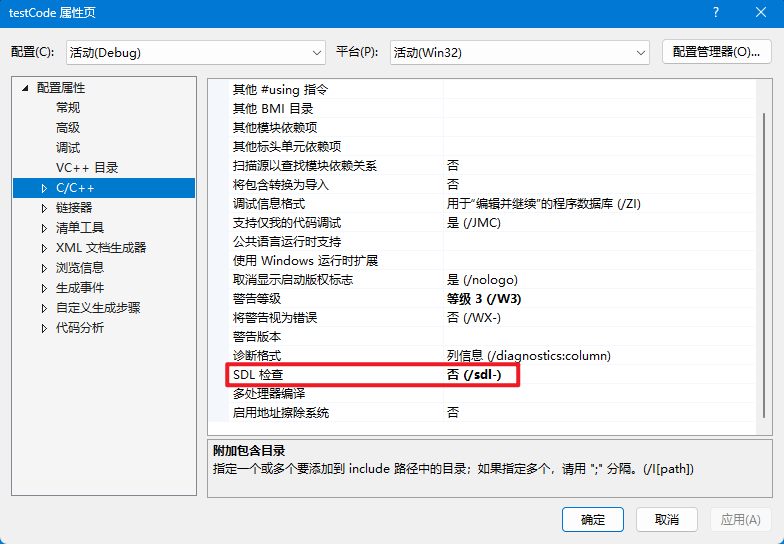 testCode 属性页
配置(C): 活动(Debug) 平台(P): 活动(Win32) 配置管理器(O)...
配置属性
常规
高级
调试
VC++ 目录
C/C++
链接器
清单工具
XML 文档生成器
浏览信息
生成事件
自定义生成步骤
代码分析
其他 #using 指令
其他 BMI 目录
其他模块依赖项
其他标头单元依赖项
扫描源以查找模块依赖关系 否
将包含转换为导入 否
调试信息格式 用于“编辑并继续”的程序数据库 (/ZI)
支持仅我的代码调试 是 (/JMC)
公共语言运行时支持
使用 Windows 运行时扩展
取消显示启动版权标志 是 (/nologo)
警告等级 等级 3 (/W3)
将警告视为错误 否 (/WX-)
警告版本
诊断格式 列信息 (/diagnostics:column)
SDL 检查 否 (/sdl-)
多处理器编译
启用地址擦除系统 否
附加包含目录
指定一个或多个要添加到 include 路径中的目录；如果指定多个，请用 ";" 分隔。(/I[path])
确定 取消 应用(A)